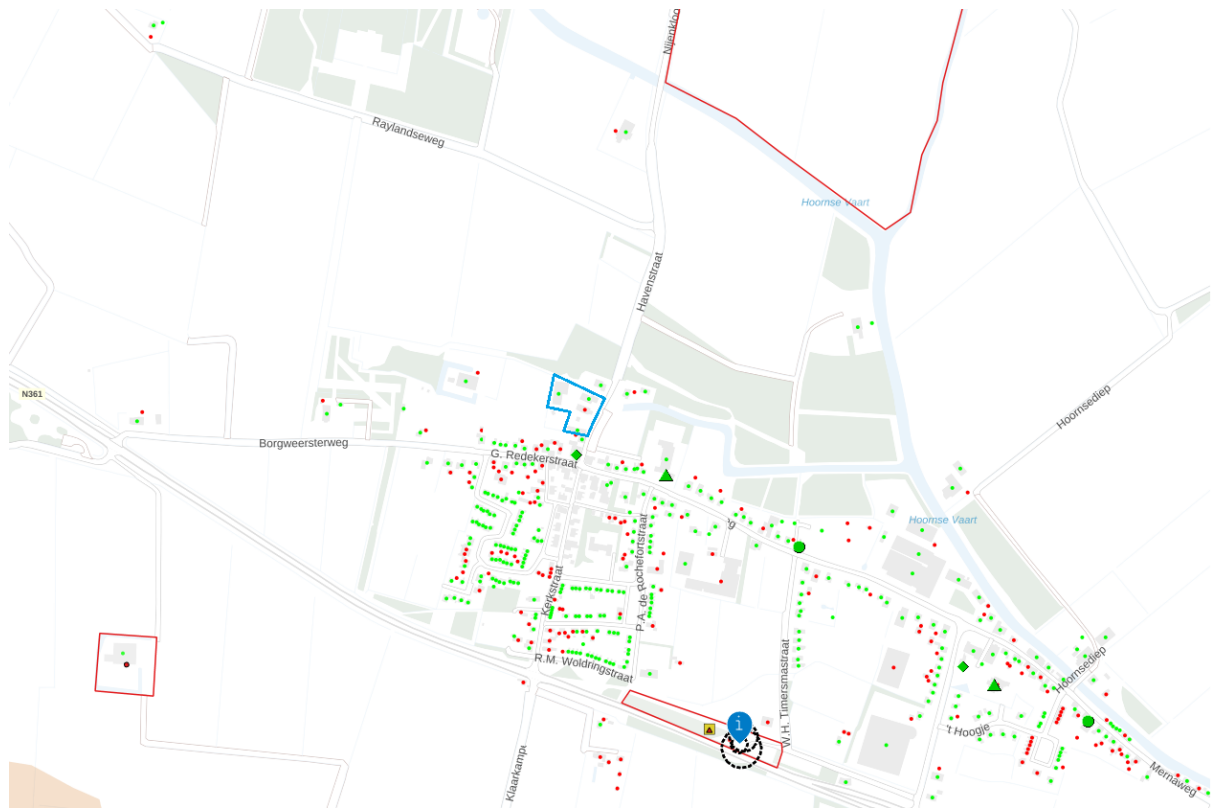 Nijenkloo
Raylandseweg
Hoornse Vaart
Havenstraat
N361
Hoornsediep
Borgweersterweg
G. Redekerstraat
Hoornse Vaart
P.A. de Rochefortstraat
Kerkstraat
R.M. Woldringstraat
W.H. Timersmastraat
Hoornsediep
't Hoogje
Klaarkamp
Mernaweg
i